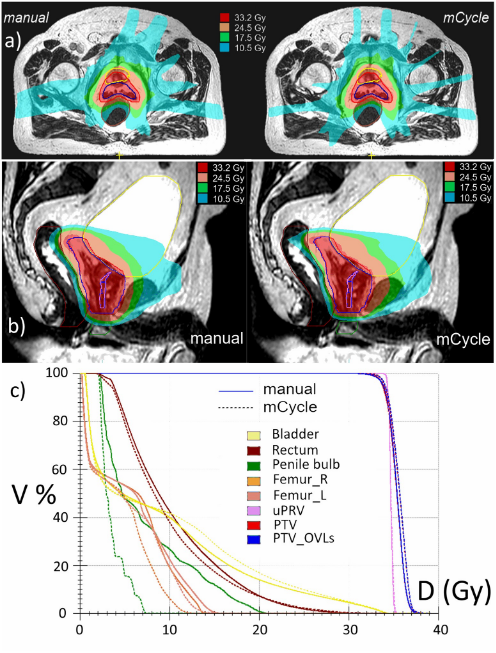 manual
33.2 Gy
24.5 Gy
17.5 Gy
10.5 Gy
mCycle
33.2 Gy
24.5 Gy
17.5 Gy
10.5 Gy
a)
33.2 Gy
24.5 Gy
17.5 Gy
10.5 Gy
33.2 Gy
24.5 Gy
17.5 Gy
10.5 Gy
b)
manual
mCycle
c)
100
80
60
40
20
0
V %
manual
mCycle
Bladder
Rectum
Penile bulb
Femur_R
Femur_L
uPRV
PTV
PTV_OVLs
D (Gy)
0
10
20
30
40